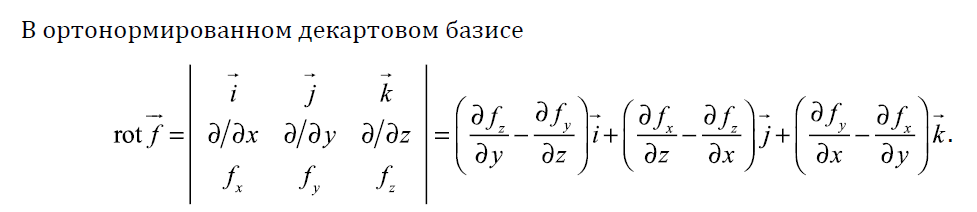 В ортонормированном декартовом базисе
rot f⃗ = | i⃗ j⃗ k⃗ ; ∂/∂x ∂/∂y ∂/∂z ; f_x f_y f_z | = (∂f_z/∂y − ∂f_y/∂z) i⃗ + (∂f_x/∂z − ∂f_z/∂x) j⃗ + (∂f_y/∂x − ∂f_x/∂y) k⃗.